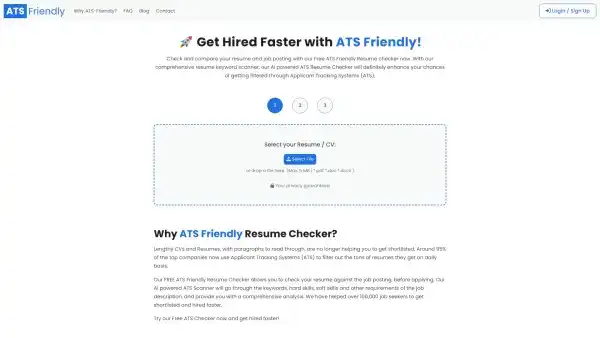 ATS Friendly
Why ATS-Friendly? FAQ Blog Contact
Login / Sign Up
🚀 Get Hired Faster with ATS Friendly!
Check and compare your resume and job posting with our Free ATS Friendly Resume checker now. With our
comprehensive resume keyword scanner, our AI powered ATS Resume Checker will definitely enhance your chances
of getting filtered through Applicant Tracking Systems (ATS).
1 2 3
Select your Resume / CV:
Select File
or drop a file here (Max: 5 MB) * .pdf
Your privacy guaranteed.
Why ATS Friendly Resume Checker?
Lengthy CVs and Resumes, with paragraphs to read through, are no longer helping you to get shortlisted. Around 95%
of the top companies now use Applicant Tracking Systems (ATS) to filter out the tons of resumes they get on daily
basis.
Our FREE ATS Friendly Resume Checker allows you to check your resume against the job posting, before applying. Our
AI powered ATS Scanner will go through the keywords, hard skills, soft skills and other requirements of the job
description, and provide you with a comprehensive analysis. We have helped over 100,000 job seekers to get
shortlisted and hired faster.
Try our Free ATS Checker now and get hired faster!